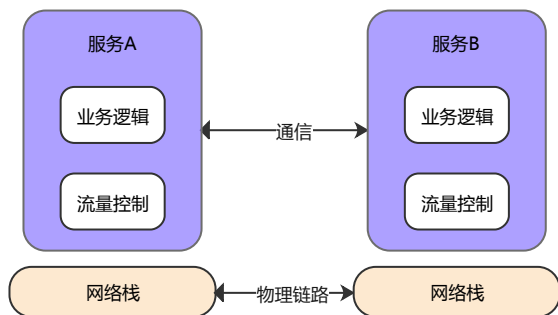 服务A
服务B
业务逻辑
业务逻辑
通信
流量控制
流量控制
网络栈
物理链路
网络栈